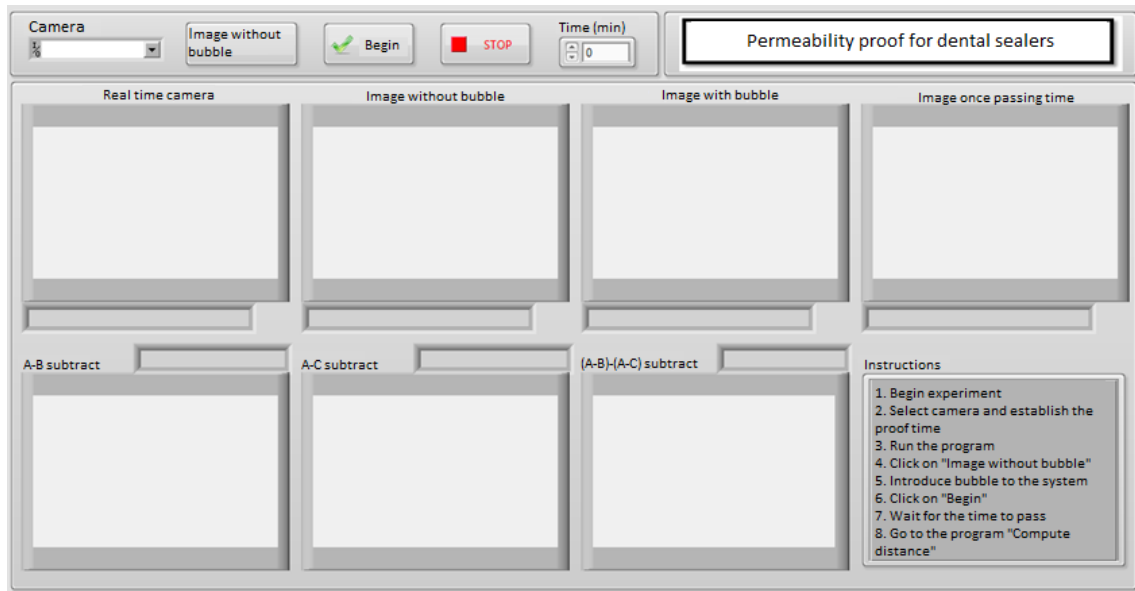 Camera
Image without
bubble
Begin
STOP
Time (min)
0
Permeability proof for dental sealers
Real time camera
Image without bubble
Image with bubble
Image once passing time
A-B subtract
A-C subtract
(A-B)-(A-C) subtract
Instructions
1. Begin experiment
2. Select camera and establish the
proof time
3. Run the program
4. Click on "Image without bubble"
5. Introduce bubble to the system
6. Click on "Begin"
7. Wait for the time to pass
8. Go to the program "Compute
distance"